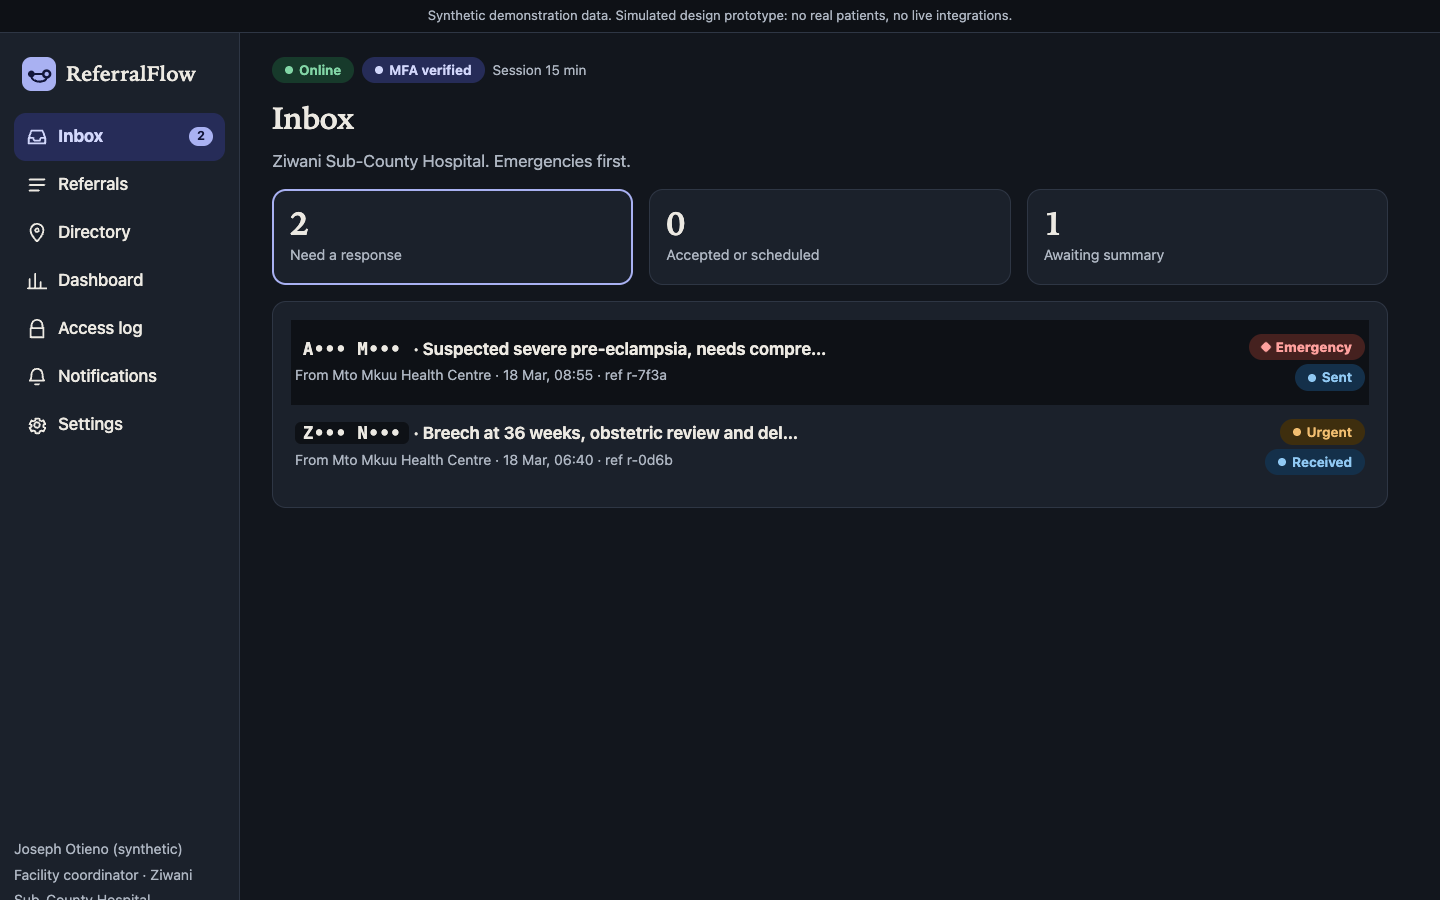 Synthetic demonstration data. Simulated design prototype: no real patients, no live integrations.
ReferralFlow
Inbox 2
Referrals
Directory
Dashboard
Access log
Notifications
Settings
Joseph Otieno (synthetic)
Facility coordinator · Ziwani
Sub-County Hospital
Online MFA verified Session 15 min
Inbox
Ziwani Sub-County Hospital. Emergencies first.
2
Need a response
0
Accepted or scheduled
1
Awaiting summary
A••• M••• · Suspected severe pre-eclampsia, needs compre...
Emergency
From Mto Mkuu Health Centre · 18 Mar, 08:55 · ref r-7f3a
Sent
Z••• N••• · Breech at 36 weeks, obstetric review and del...
Urgent
From Mto Mkuu Health Centre · 18 Mar, 06:40 · ref r-0d6b
Received